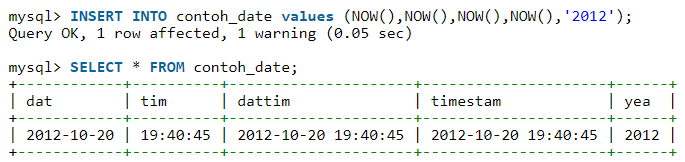 mysql> INSERT INTO contoh_date values (NOW(),NOW(),NOW(),NOW(),'2012');
Query OK, 1 row affected, 1 warning (0.05 sec)
mysql> SELECT * FROM contoh_date;
+------------+----------+---------------------+---------------------+------+
| dat        | tim      | dattim              | timestam            | yea  |
+------------+----------+---------------------+---------------------+------+
| 2012-10-20 | 19:40:45 | 2012-10-20 19:40:45 | 2012-10-20 19:40:45 | 2012 |
+------------+----------+---------------------+---------------------+------+